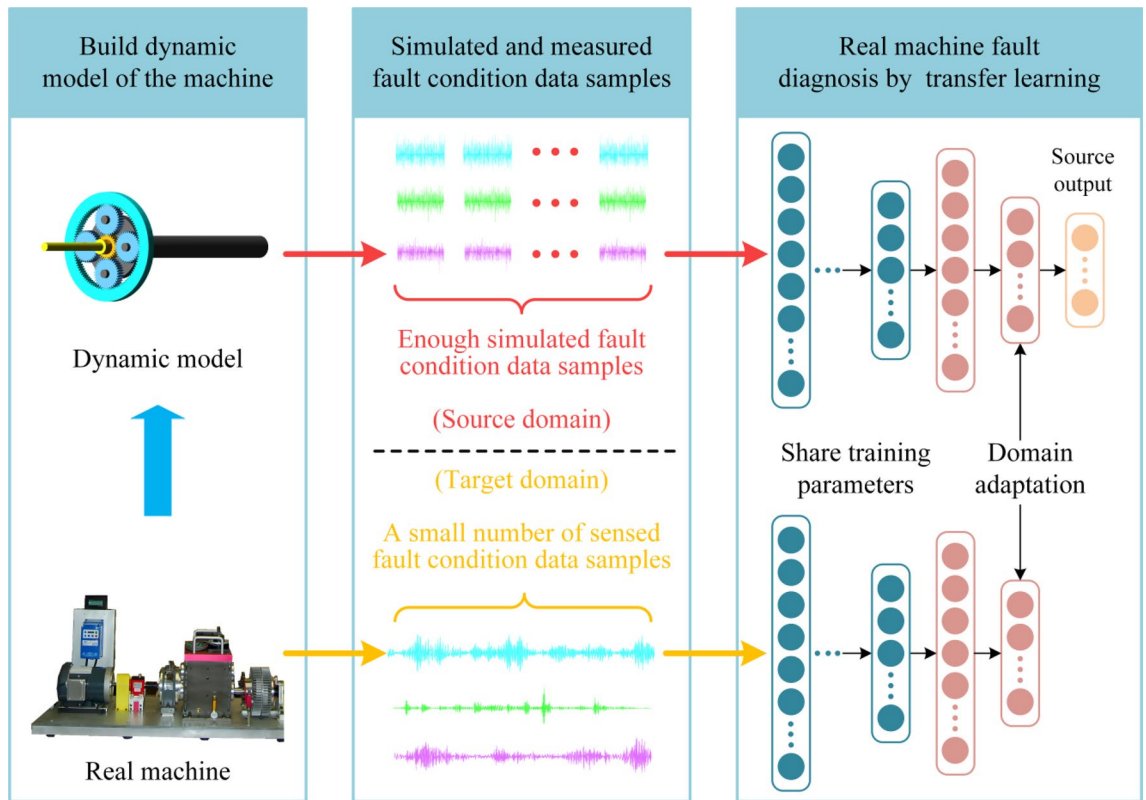 Build dynamic
model of the machine
Dynamic model
Real machine
Simulated and measured
fault condition data samples
Enough simulated fault
condition data samples
(Source domain)
(Target domain)
A small number of sensed
fault condition data samples
Real machine fault
diagnosis by transfer learning
Source
output
Share training
parameters
Domain
adaptation